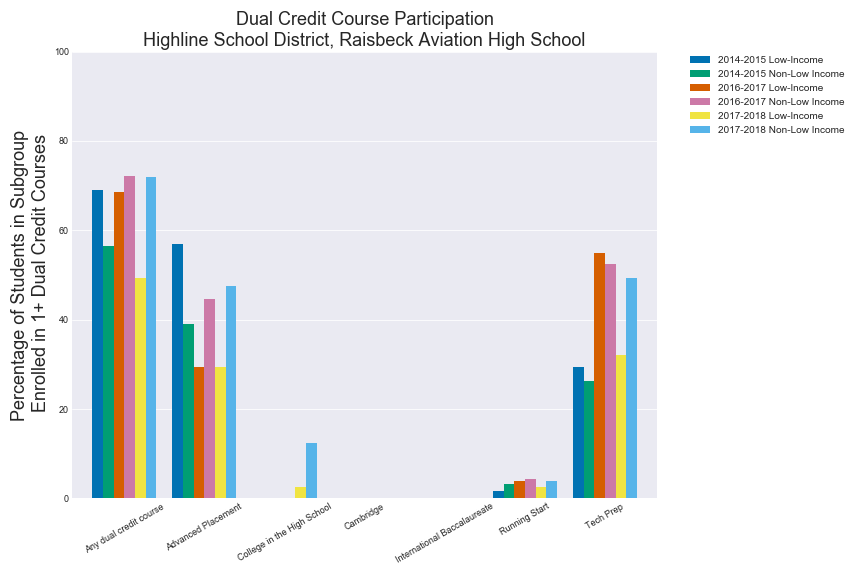 Dual Credit Course Participation
Highline School District, Raisbeck Aviation High School
Percentage of Students in Subgroup
Enrolled in 1+ Dual Credit Courses
100
80
60
40
20
0
Any dual credit course
Advanced Placement
College in the High School
Cambridge
International Baccalaureate
Running Start
Tech Prep
2014-2015 Low-Income
2014-2015 Non-Low Income
2016-2017 Low-Income
2016-2017 Non-Low Income
2017-2018 Low-Income
2017-2018 Non-Low Income